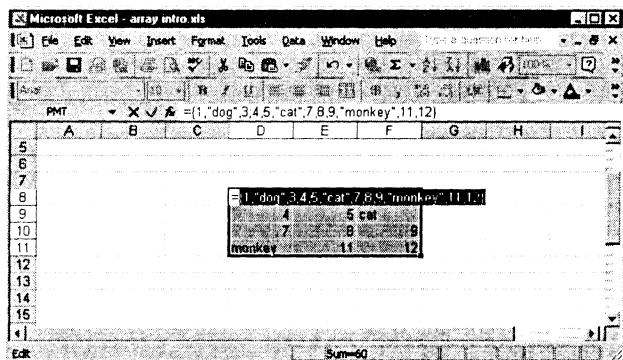 Microsoft Excel - array intro.xls
File Edit View Insert Format Tools Data Window Help Type a question for help
Arial 10 B I U
PMT ={1,"dog",3,4,5,"cat",7,8,9,"monkey",11,12}
A B C D E F G H I
5
6
7
8 ={1,"dog",3,4,5,"cat",7,8,9,"monkey",11,12}
9 4 5 cat
10 7 8 9
11 monkey 11 12
12
13
14
15
Edit Sum=60